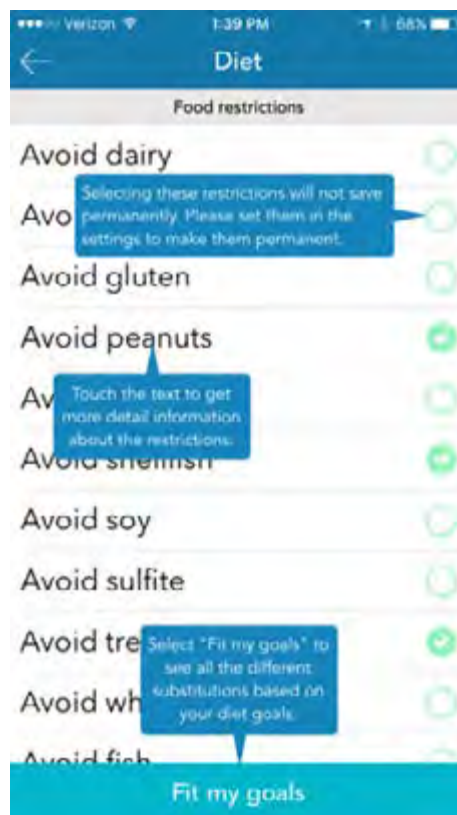 Verizon 1:39 PM 68%
Diet
Food restrictions
Avoid dairy
Selecting these restrictions will not save
permanently. Please set them in the
settings to make them permanent.
Avo
Avoid gluten
Avoid peanuts
Touch the text to get
more detail information
about the restrictions.
Av
Avoid shellfish
Avoid soy
Avoid sulfite
Avoid tre
Select "Fit my goals" to
see all the different
substitutions based on
your diet goals.
Avoid wh
Avoid fish
Fit my goals